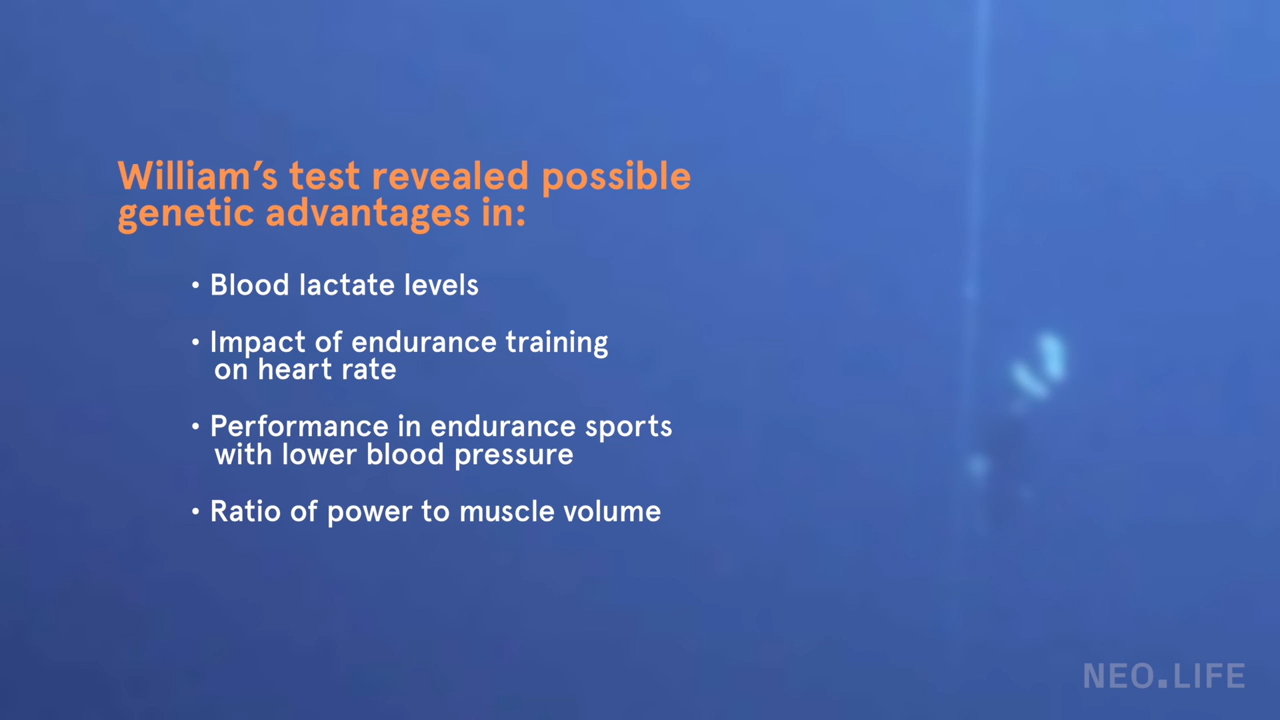 William’s test revealed possible
genetic advantages in:
• Blood lactate levels
• Impact of endurance training
on heart rate
• Performance in endurance sports
with lower blood pressure
• Ratio of power to muscle volume
NEO.LIFE